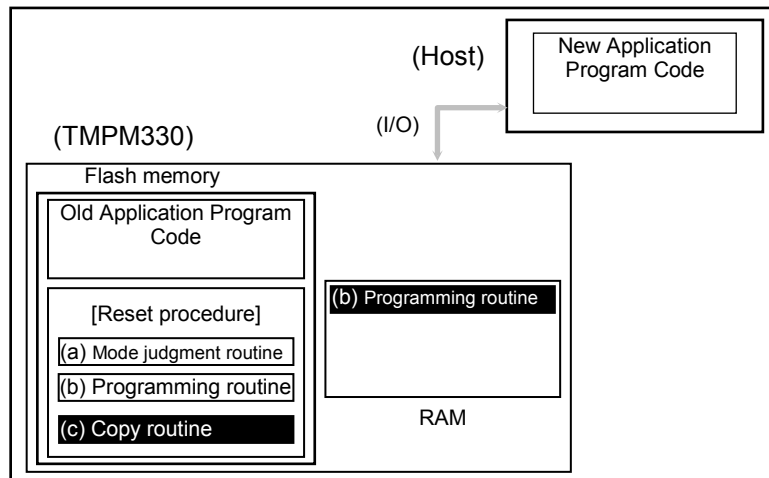 (Host)
New Application
Program Code
(I/O)
(TMPM330)
Flash memory
Old Application Program
Code
[Reset procedure]
(a) Mode judgment routine
(b) Programming routine
(c) Copy routine
(b) Programming routine
RAM